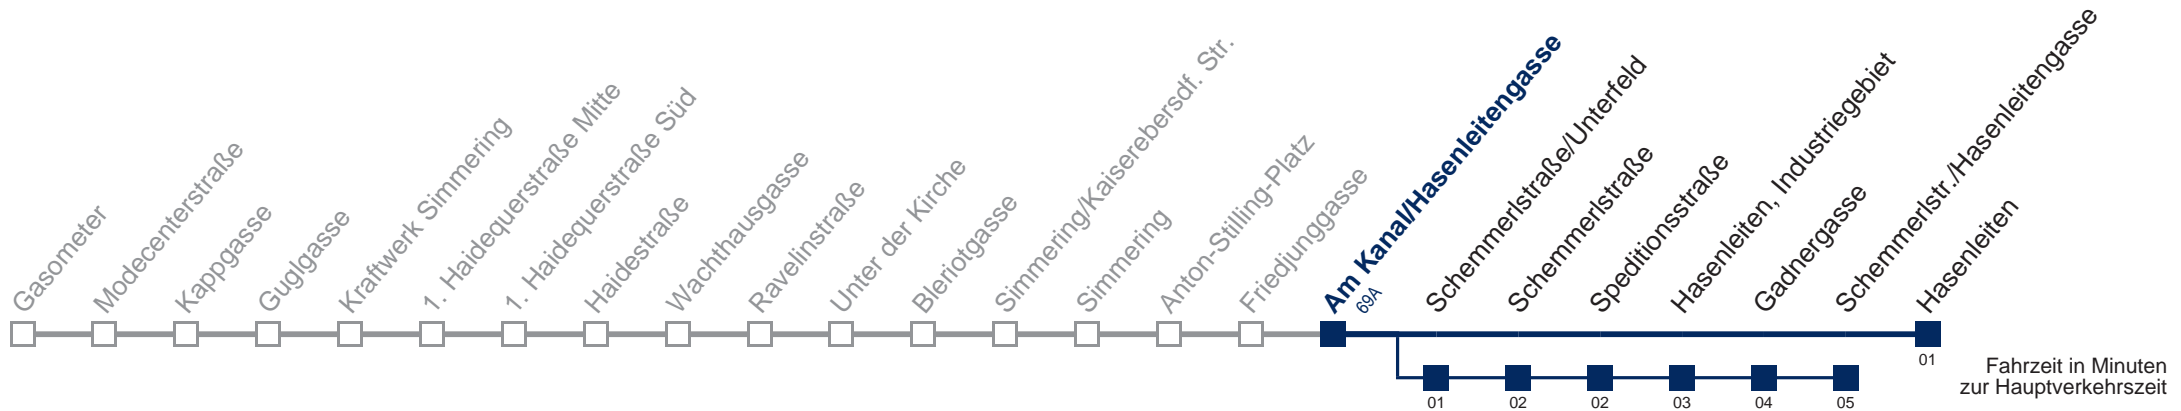 Gasometer
Modecenterstraße
Kappgasse
Guglgasse
Kraftwerk Simmering
1. Haidequerstraße Mitte
1. Haidequerstraße Süd
Haidestraße
Wachthausgasse
Ravelinstraße
Unter der Kirche
Bleriotgasse
Simmering/Kaiserebersdf. Str.
Simmering
Anton-Stilling-Platz
Friedjunggasse
Am Kanal/Hasenleitengasse
69A
Schemmerlstraße/Unterfeld
Schemmerlstraße
Speditionsstraße
Hasenleiten, Industriegebiet
Gadnergasse
Schemmerlstr./Hasenleitengasse
Hasenleiten
01
Fahrzeit in Minuten
zur Hauptverkehrszeit
01 02 02 03 04 05